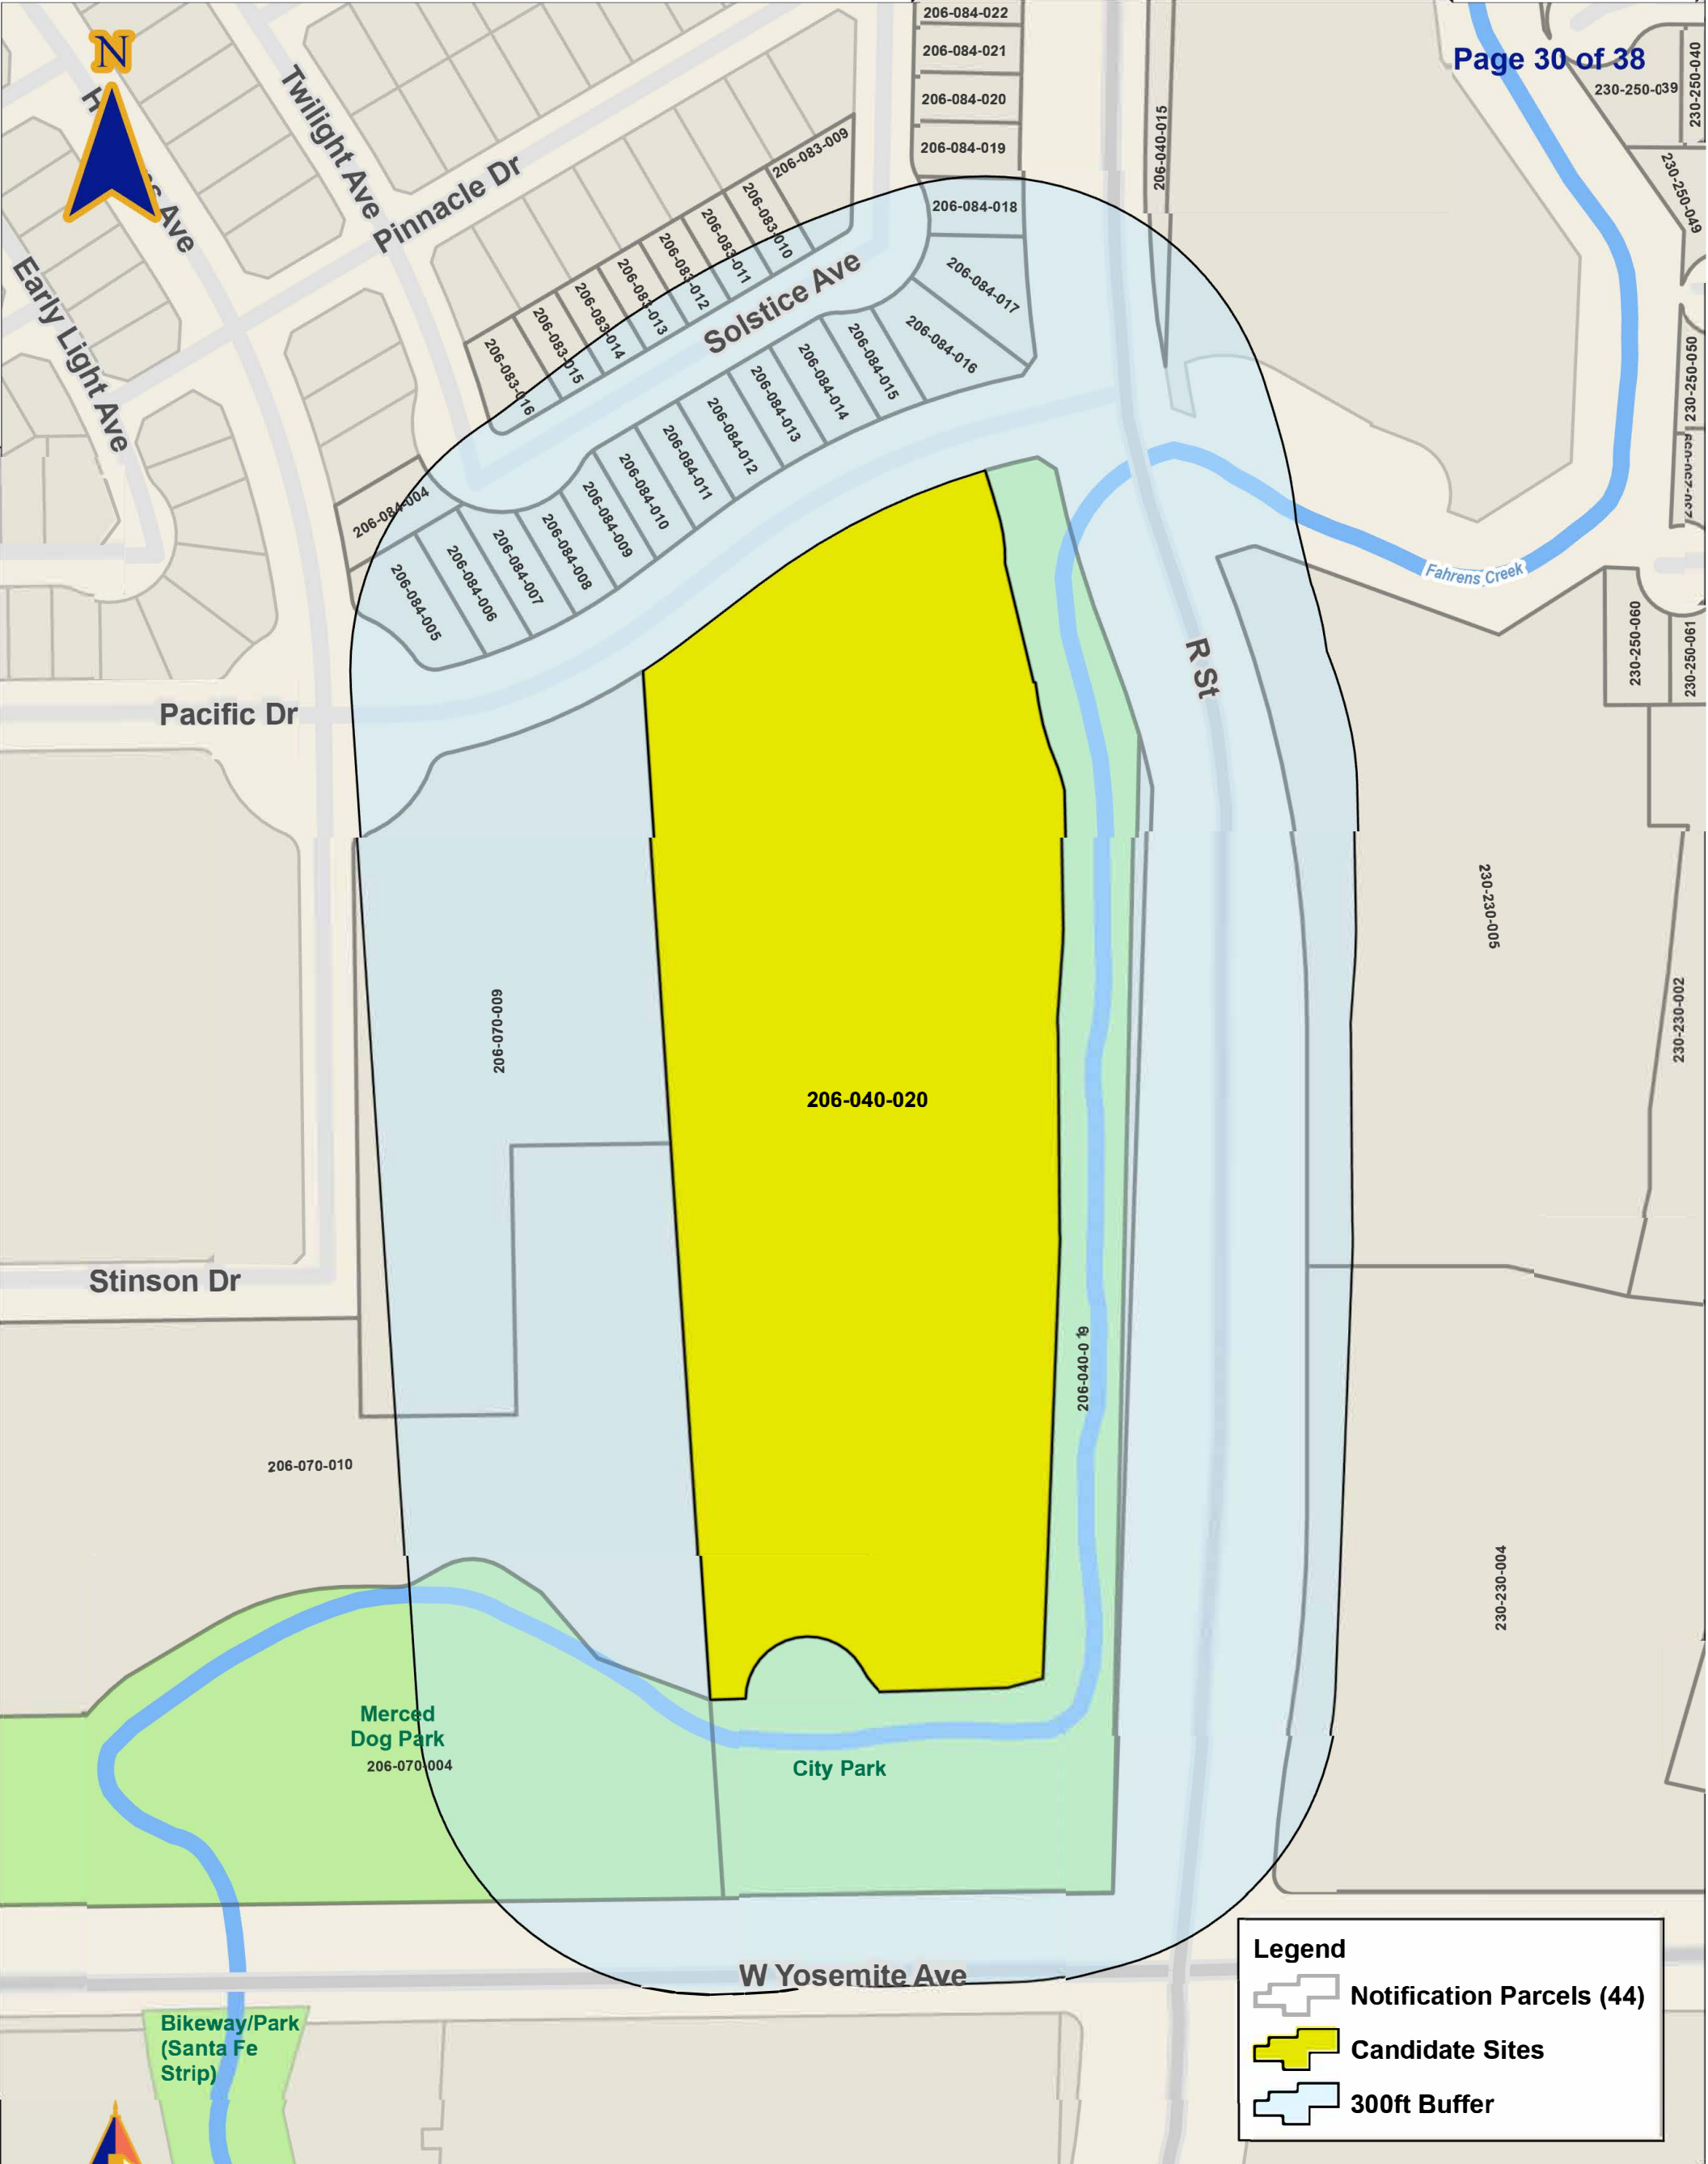 N
Page 30 of 38
206-084-022
206-084-021
206-084-020
206-084-019
206-084-018
206-084-017
206-084-016
206-084-015
206-084-014
206-084-013
206-084-012
206-084-011
206-084-010
206-084-009
206-084-008
206-084-007
206-084-006
206-084-005
206-084-004
206-083-009
206-083-010
206-083-011
206-083-012
206-083-013
206-083-014
206-083-015
206-083-016
206-040-015
230-250-039
230-250-040
230-250-049
230-250-050
230-250-059
230-250-060
230-250-061
Twilight Ave
Pinnacle Dr
Ave
Early Light Ave
Solstice Ave
Fahrens Creek
R St
Pacific Dr
230-230-005
230-230-002
206-070-009
206-040-020
Stinson Dr
206-040-019
206-070-010
230-230-004
Merced
Dog Park
206-070-004
City Park
W Yosemite Ave
Bikeway/Park
(Santa Fe
Strip)
Legend
Notification Parcels (44)
Candidate Sites
300ft Buffer